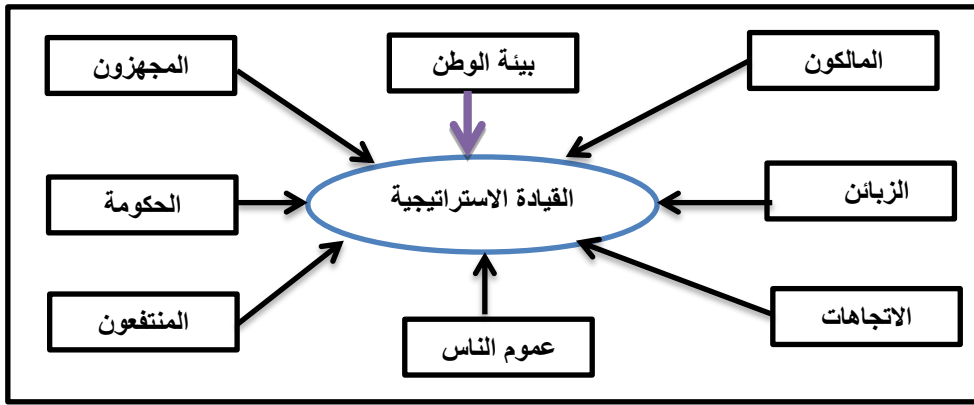 المالكون
بيئة الوطن
المجهزون
الزبائن
القيادة الاستراتيجية
الحكومة
الاتجاهات
عموم الناس
المنتفعون